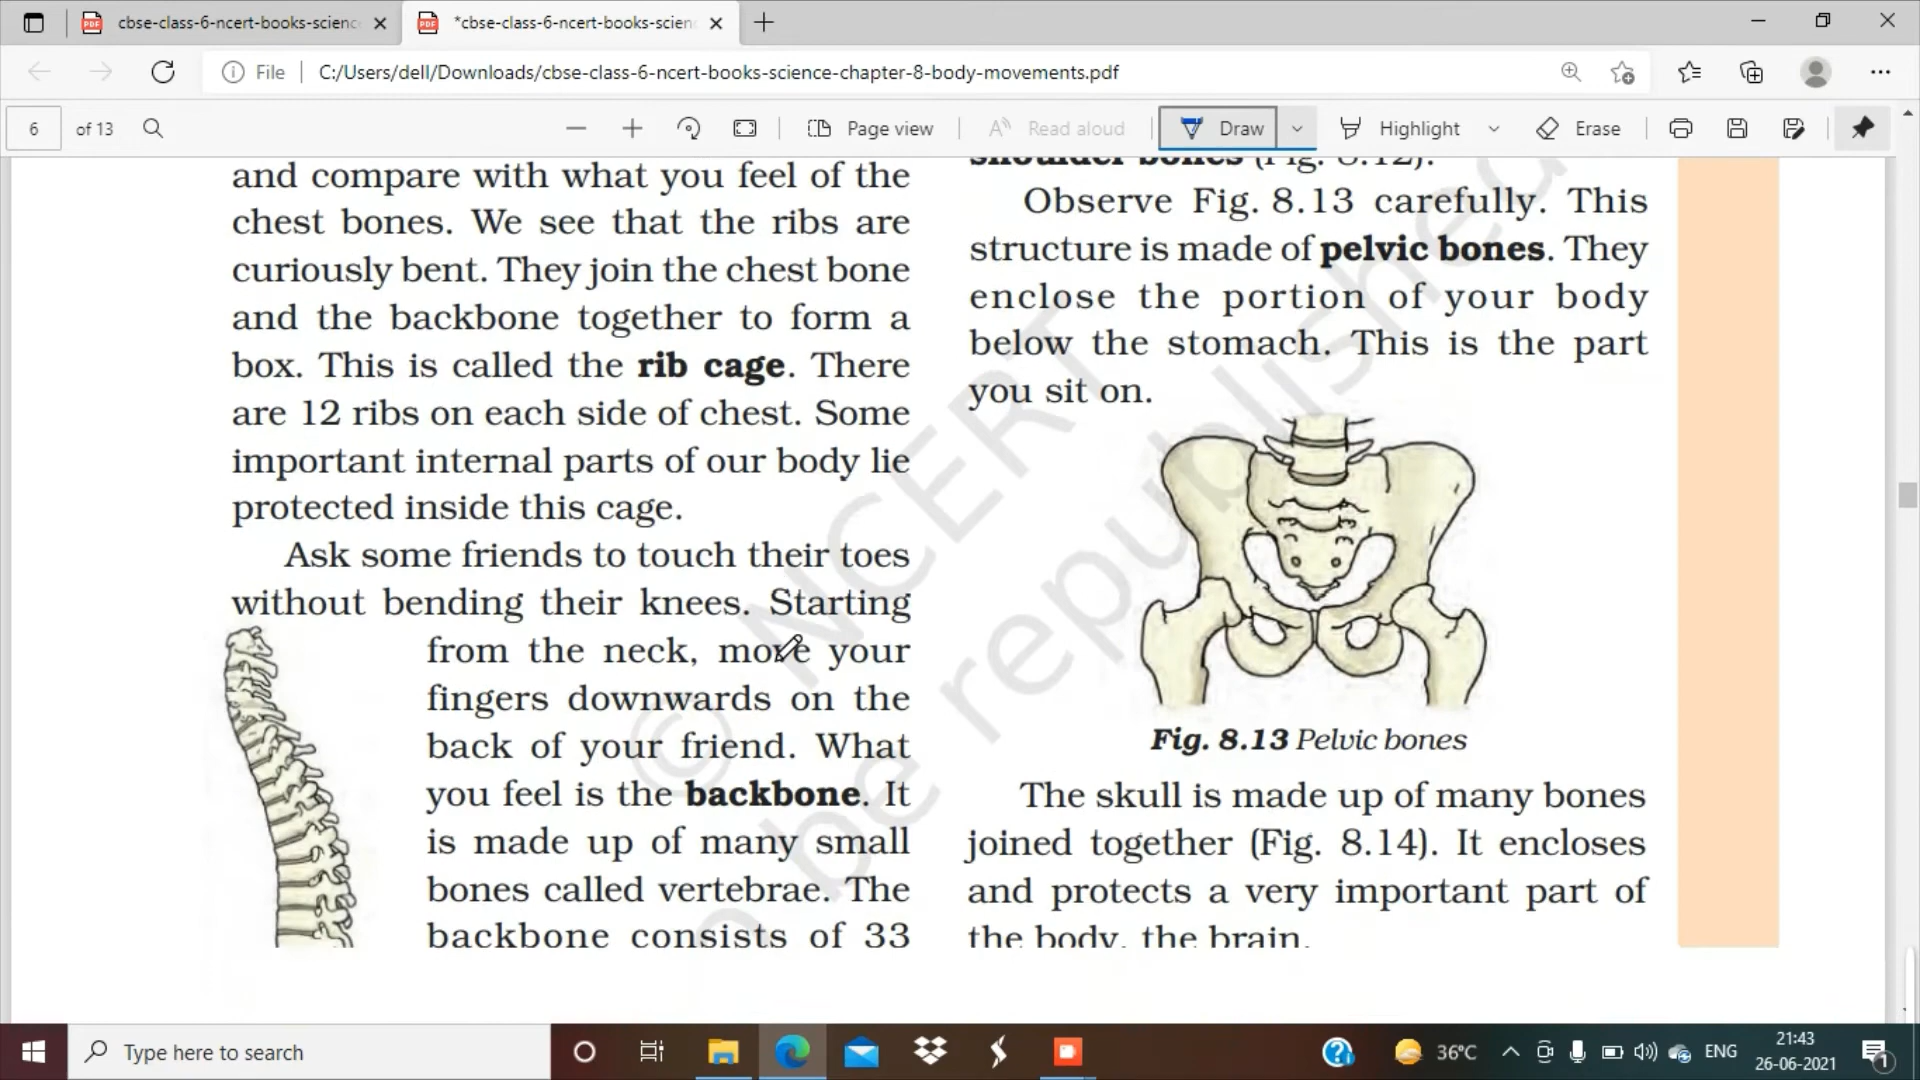 cbse-class-6-ncert-books-science
*cbse-class-6-ncert-books-scien
File
C:/Users/dell/Downloads/cbse-class-6-ncert-books-science-chapter-8-body-movements.pdf
6 of 13
Page view
Read aloud
Draw
Highlight
Erase
and compare with what you feel of the
chest bones. We see that the ribs are
curiously bent. They join the chest bone
and the backbone together to form a
box. This is called the rib cage. There
are 12 ribs on each side of chest. Some
important internal parts of our body lie
protected inside this cage.
Ask some friends to touch their toes
without bending their knees. Starting
from the neck, move your
fingers downwards on the
back of your friend. What
you feel is the backbone. It
is made up of many small
bones called vertebrae. The
backbone consists of 33
shoulder bones (Fig. 8.12).
Observe Fig. 8.13 carefully. This
structure is made of pelvic bones. They
enclose the portion of your body
below the stomach. This is the part
you sit on.
Fig. 8.13 Pelvic bones
The skull is made up of many bones
joined together (Fig. 8.14). It encloses
and protects a very important part of
the body, the brain.
© NCERT
be republished
Type here to search
36°C
ENG
21:43
26-06-2021
1